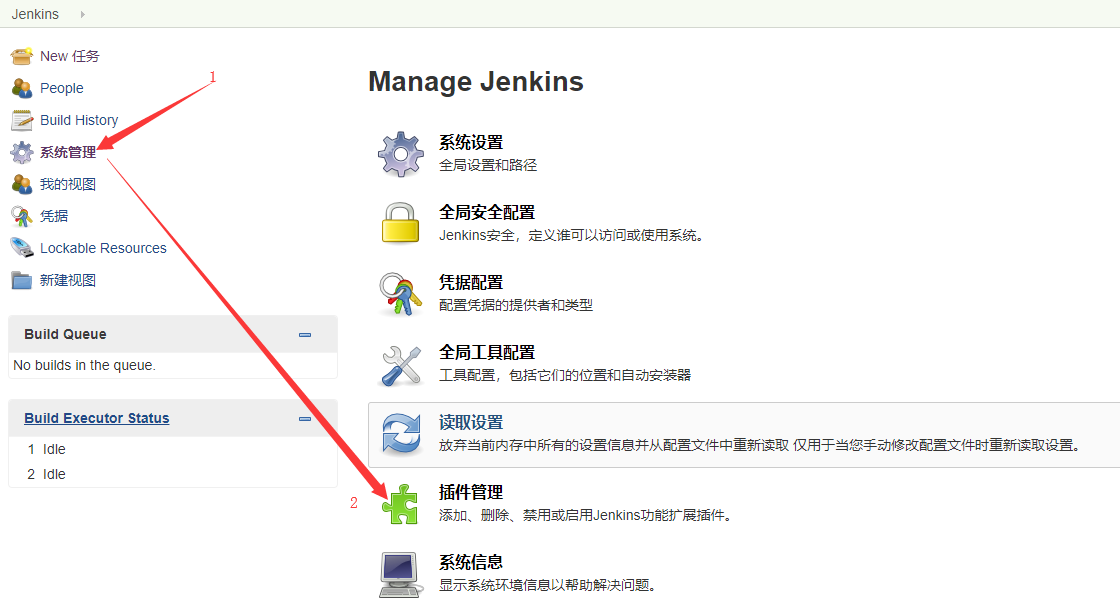 Jenkins
New 任务
People
Build History
系统管理
我的视图
凭据
Lockable Resources
新建视图
Build Queue
No builds in the queue.
Build Executor Status
1 Idle
2 Idle
1
2
Manage Jenkins
系统设置
全局设置和路径
全局安全配置
Jenkins安全，定义谁可以访问或使用系统。
凭据配置
配置凭据的提供者和类型
全局工具配置
工具配置，包括它们的位置和自动安装器
读取设置
放弃当前内存中所有的设置信息并从配置文件中重新读取 仅用于当您手动修改配置文件时重新读取设置。
插件管理
添加、删除、禁用或启用Jenkins功能扩展插件。
系统信息
显示系统环境信息以帮助解决问题。